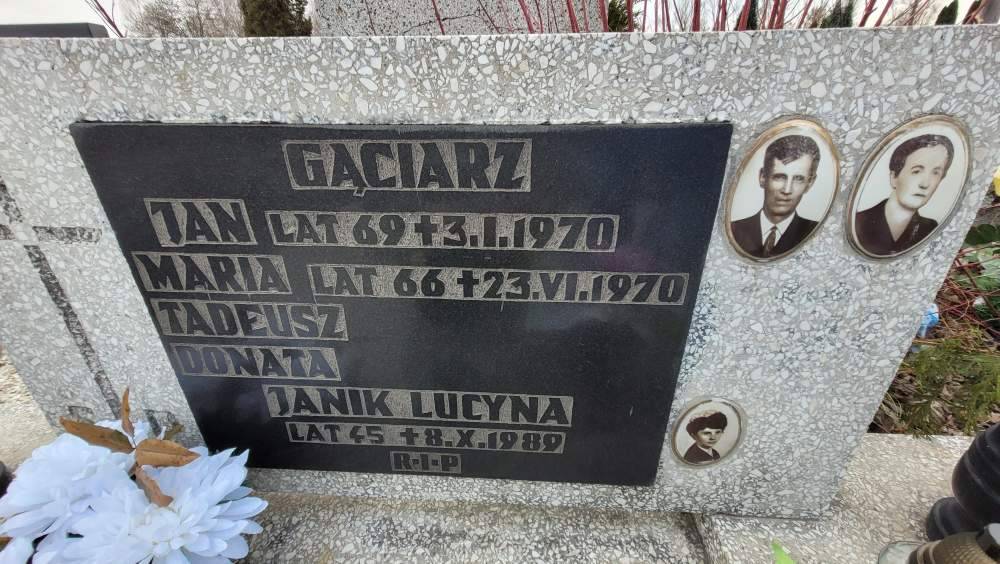 GĄCIARZ
JAN LAT 69 ✝ 3.I.1970
MARIA LAT 66 ✝ 23.VI.1970
TADEUSZ
DONATA
JANIK LUCYNA
LAT 45 ✝ 8.X.1989
R·I·P